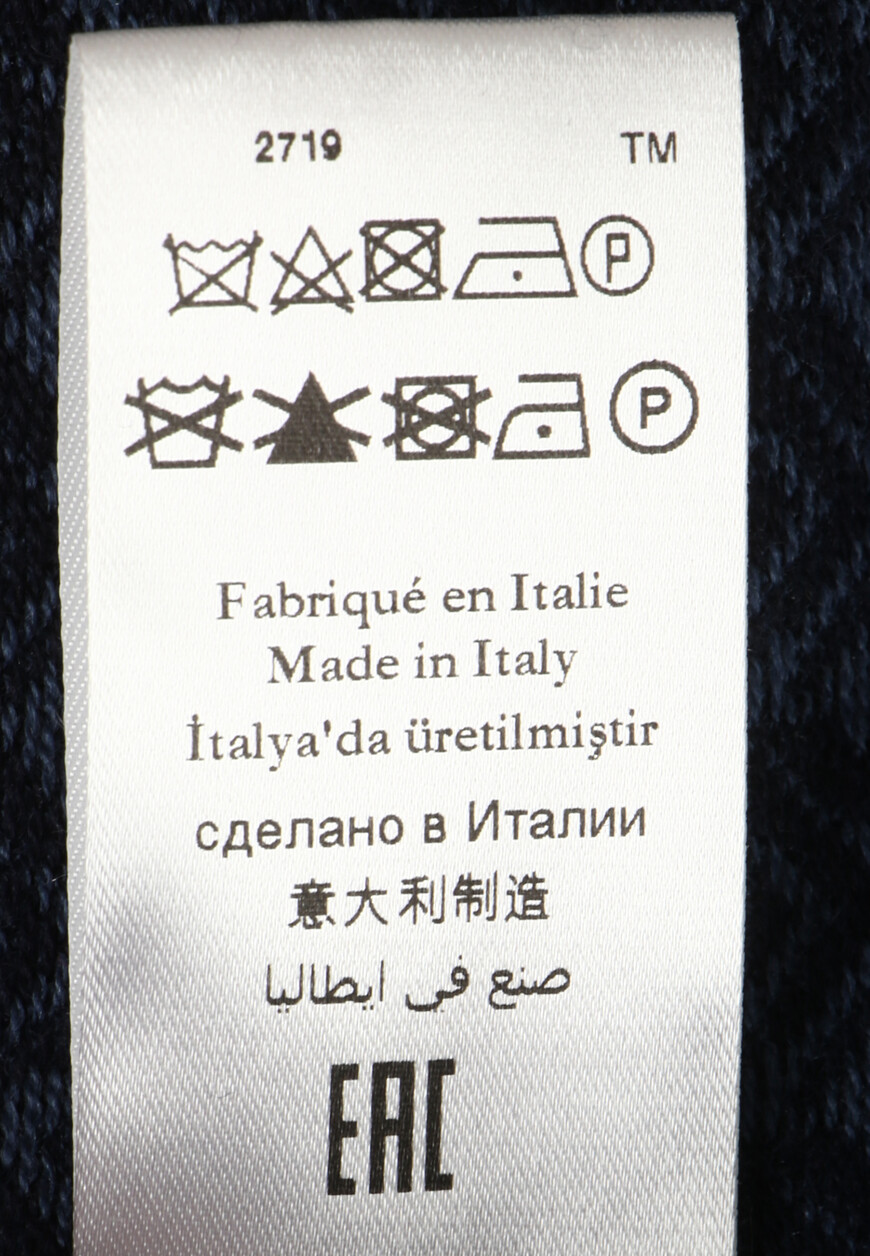 2719 TM
P
P
Fabriqué en Italie
Made in Italy
İtalya'da üretilmiştir
сделано в Италии
意大利制造
صنع في ايطاليا
EAC